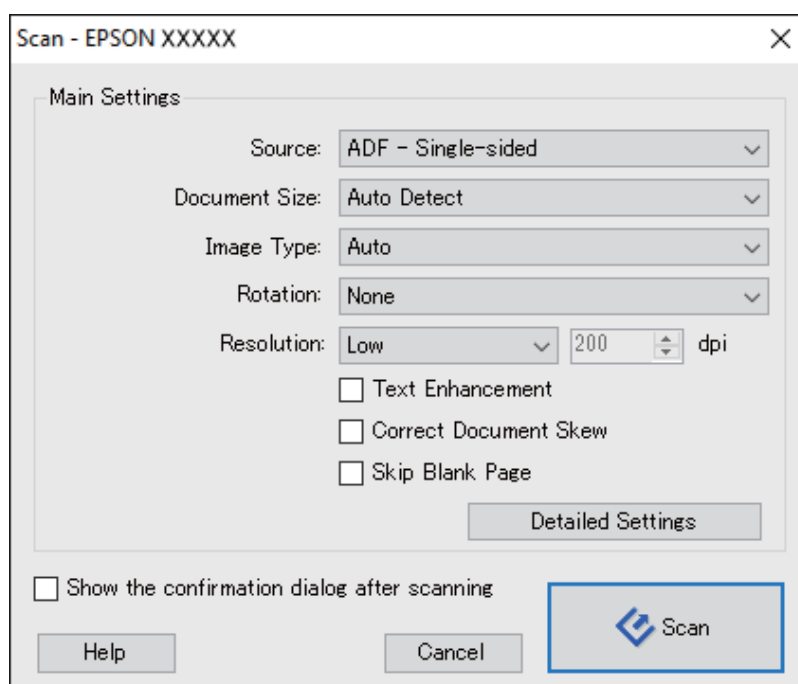 Scan - EPSON XXXXX
Main Settings
Source: ADF - Single-sided
Document Size: Auto Detect
Image Type: Auto
Rotation: None
Resolution: Low 200 dpi
Text Enhancement
Correct Document Skew
Skip Blank Page
Detailed Settings
Show the confirmation dialog after scanning
Scan
Help Cancel